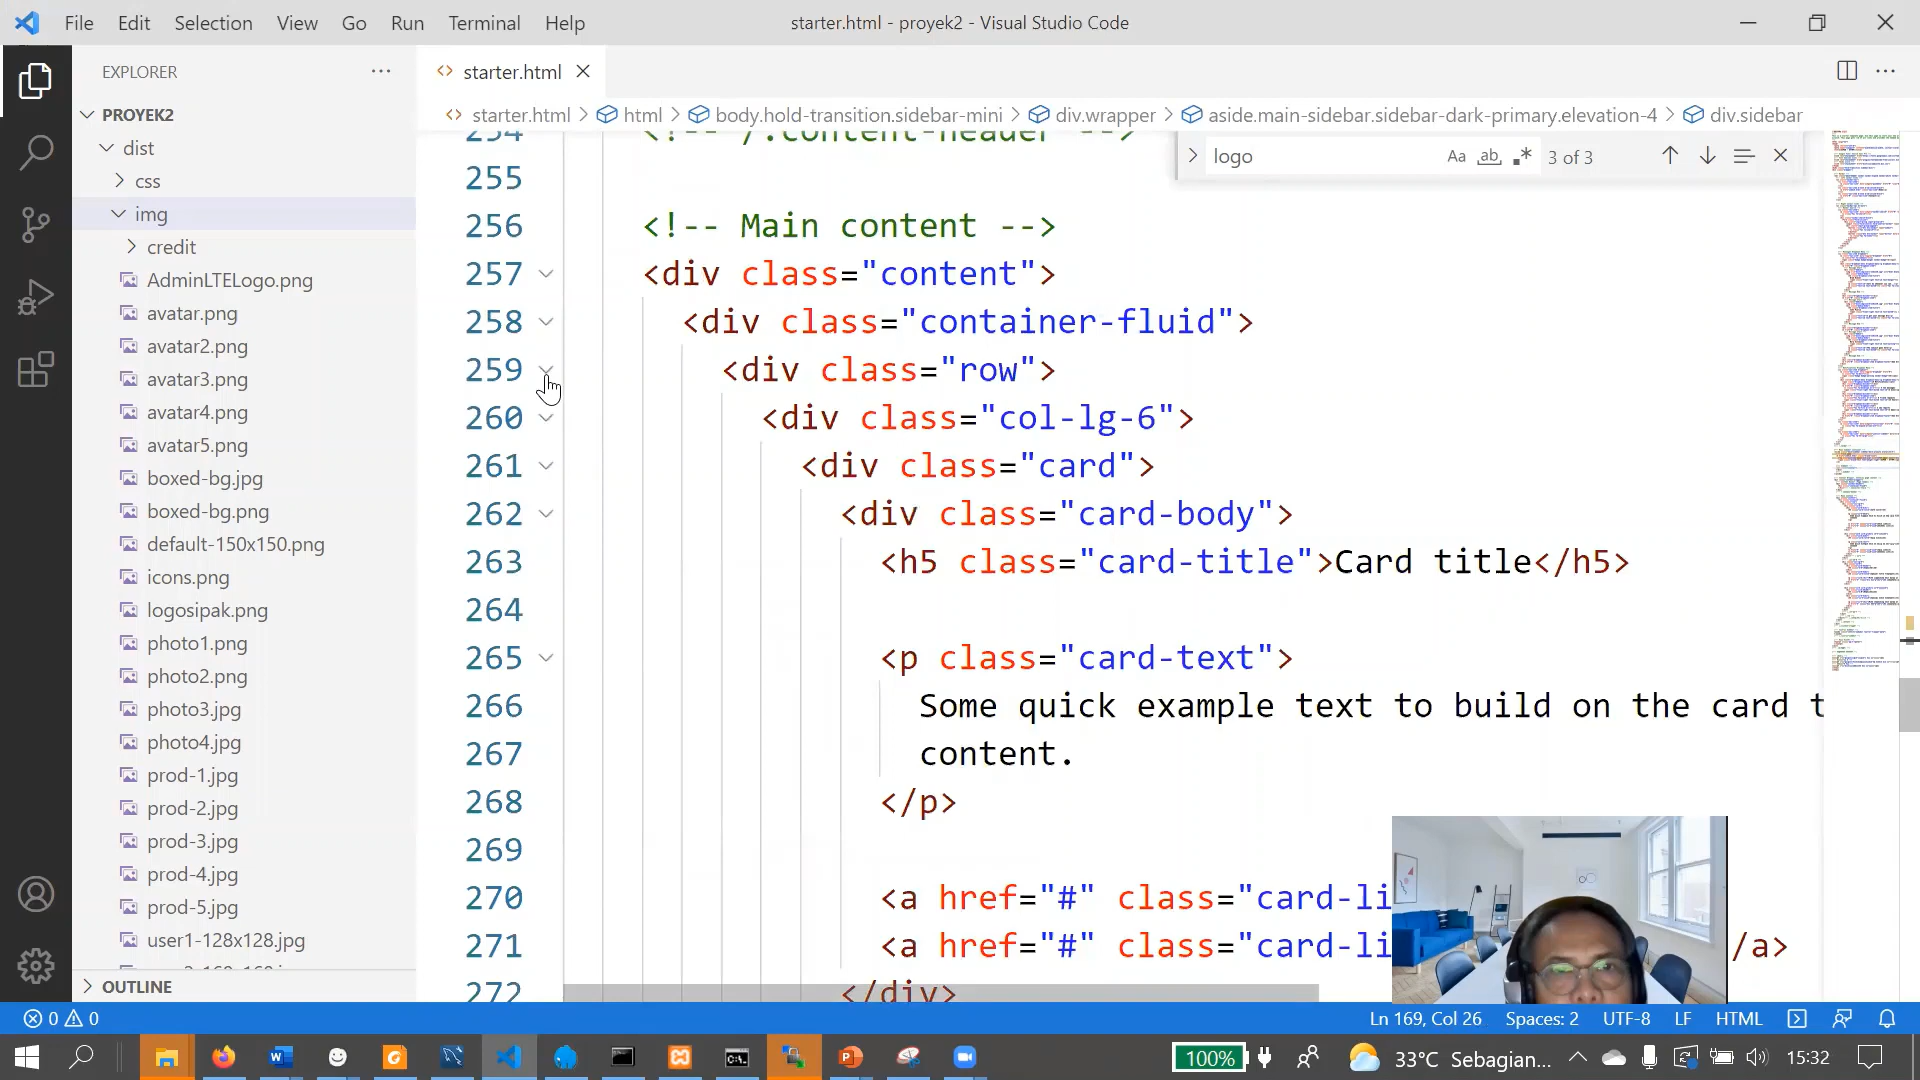 File Edit Selection View Go Run Terminal Help
starter.html - proyek2 - Visual Studio Code
EXPLORER
PROYEK2
dist
css
img
credit
AdminLTELogo.png
avatar.png
avatar2.png
avatar3.png
avatar4.png
avatar5.png
boxed-bg.jpg
boxed-bg.png
default-150x150.png
icons.png
logosipak.png
photo1.png
photo2.png
photo3.jpg
photo4.jpg
prod-1.jpg
prod-2.jpg
prod-3.jpg
prod-4.jpg
prod-5.jpg
user1-128x128.jpg
OUTLINE
starter.html
starter.html > html > body.hold-transition.sidebar-mini > div.wrapper > aside.main-sidebar.sidebar-dark-primary.elevation-4 > div.sidebar
logo Aa ab 3 of 3
254 <!-- /.content-header -->
255
256 <!-- Main content -->
257 <div class="content">
258 <div class="container-fluid">
259 <div class="row">
260 <div class="col-lg-6">
261 <div class="card">
262 <div class="card-body">
263 <h5 class="card-title">Card title</h5>
264
265 <p class="card-text">
266 Some quick example text to build on the card t
267 content.
268 </p>
269
270 <a href="#" class="card-li
271 <a href="#" class="card-li /a>
272 </div>
0 0
Ln 169, Col 26 Spaces: 2 UTF-8 LF HTML
100% 33°C Sebagian... 15:32